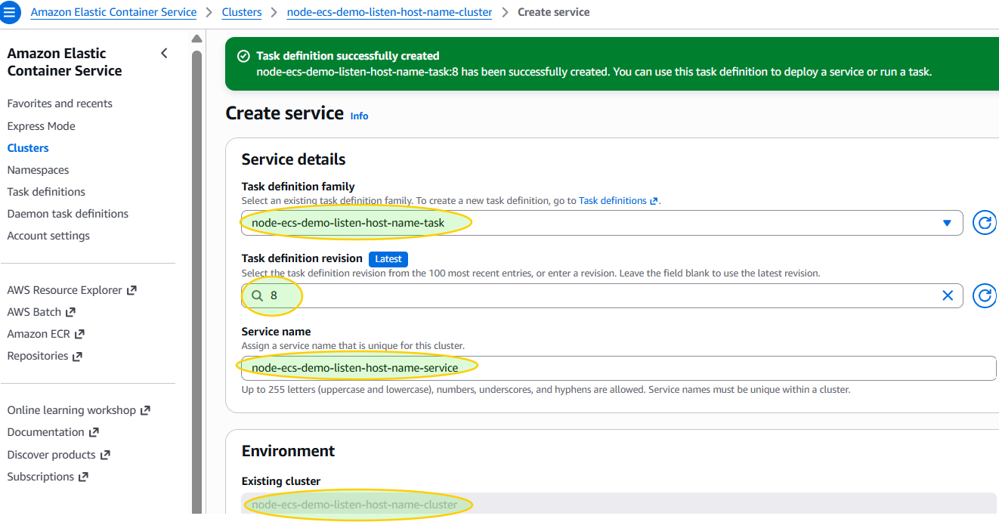 Amazon Elastic Container Service > Clusters > node-ecs-demo-listen-host-name-cluster > Create service
Amazon Elastic
Container Service
Favorites and recents
Express Mode
Clusters
Namespaces
Task definitions
Daemon task definitions
Account settings
AWS Resource Explorer
AWS Batch
Amazon ECR
Repositories
Online learning workshop
Documentation
Discover products
Subscriptions
Task definition successfully created
node-ecs-demo-listen-host-name-task:8 has been successfully created. You can use this task definition to deploy a service or run a task.
Create service Info
Service details
Task definition family
Select an existing task definition family. To create a new task definition, go to Task definitions.
node-ecs-demo-listen-host-name-task
Task definition revision Latest
Select the task definition revision from the 100 most recent entries, or enter a revision. Leave the field blank to use the latest revision.
8
Service name
Assign a service name that is unique for this cluster.
node-ecs-demo-listen-host-name-service
Up to 255 letters (uppercase and lowercase), numbers, underscores, and hyphens are allowed. Service names must be unique within a cluster.
Environment
Existing cluster
node-ecs-demo-listen-host-name-cluster